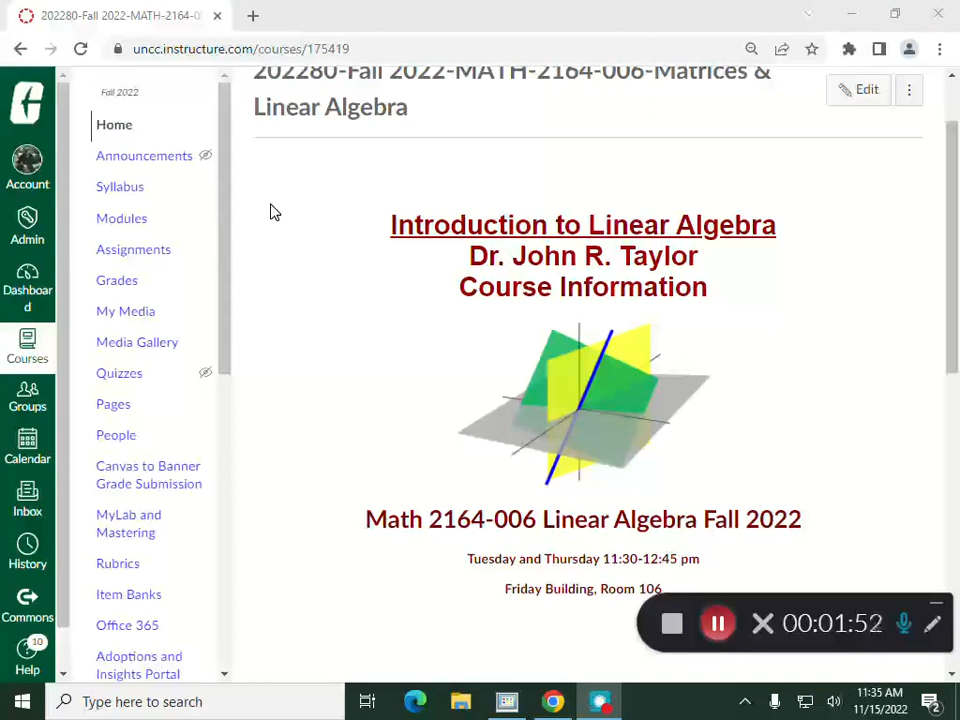 202280-Fall 2022-MATH-2164-0
uncc.instructure.com/courses/175419
Account
Admin
Dashboar
d
Courses
Groups
Calendar
Inbox
History
Commons
10
Help
Fall 2022
Home
Announcements
Syllabus
Modules
Assignments
Grades
My Media
Media Gallery
Quizzes
Pages
People
Canvas to Banner
Grade Submission
MyLab and
Mastering
Rubrics
Item Banks
Office 365
Adoptions and
Insights Portal
202280-Fall 2022-MATH-2164-006-Matrices &
Linear Algebra
Edit
Introduction to Linear Algebra
Dr. John R. Taylor
Course Information
Math 2164-006 Linear Algebra Fall 2022
Tuesday and Thursday 11:30-12:45 pm
Friday Building, Room 106
00:01:52
Type here to search
11:35 AM
11/15/2022
2